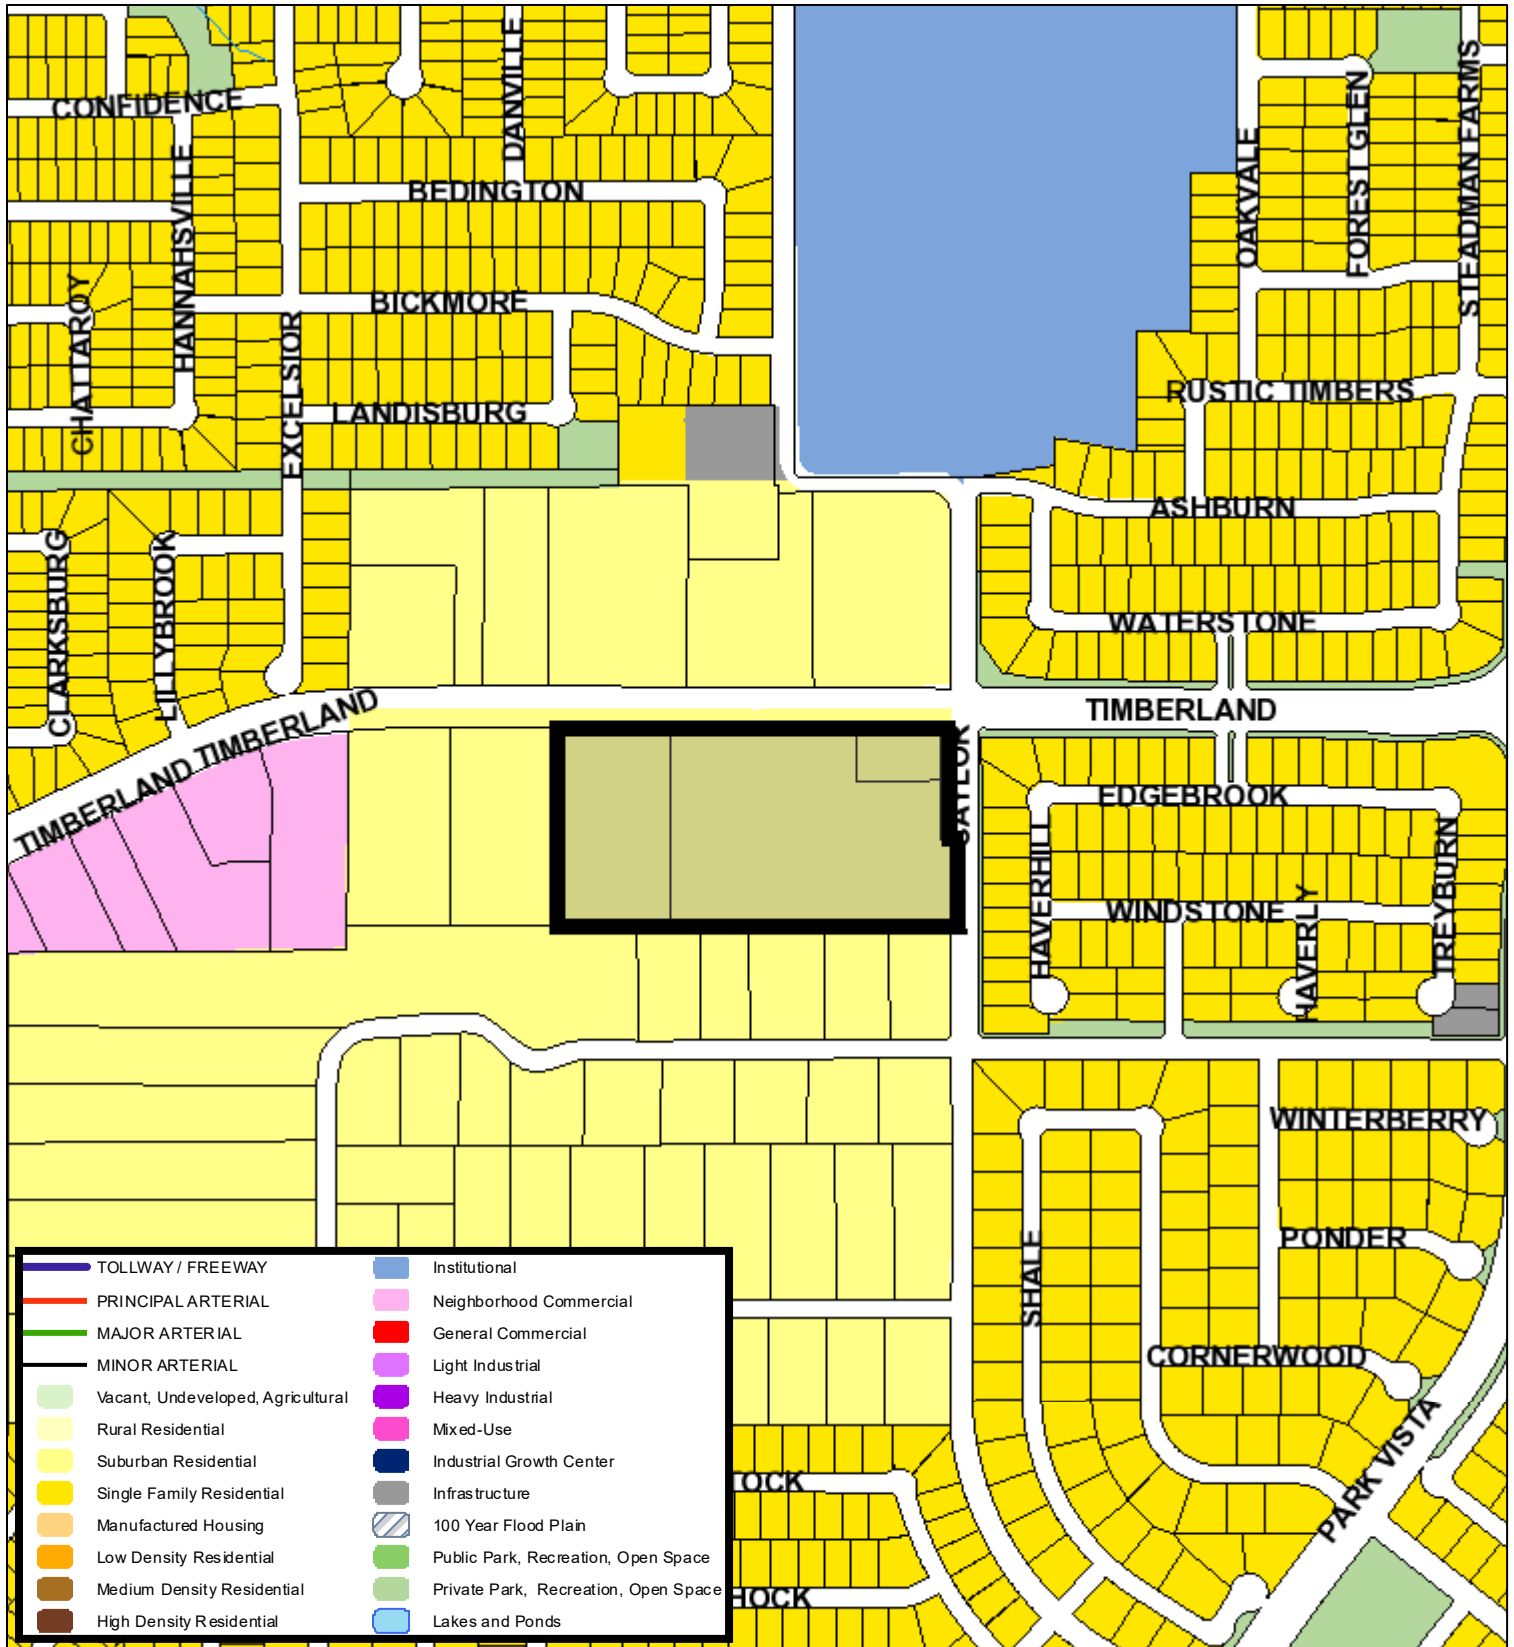 DANVILLE
STEADMAN FARMS
FOREST GLEN
CONFIDENCE
OAKVALE
HANNAHSVILLE
BEDINGTON
CHATTAROY
BICKMORE
EXCELSIOR
RUSTIC TIMBERS
LANDISBURG
ASHBURN
CLARKSBURG
LILLYBROOK
WATERSTONE
TIMBERLAND
TIMBERLAND
TIMBERLAND
EDGEBROOK
HAVERHILL
TREYBURN
WINDSTONE
HAVERLY
WINTERBERRY
SHALE
PONDER
CORNERWOOD
PARK VISTA
OCK
HOCK
TOLLWAY / FREEWAY
PRINCIPAL ARTERIAL
MAJOR ARTERIAL
MINOR ARTERIAL
Vacant, Undeveloped, Agricultural
Rural Residential
Suburban Residential
Single Family Residential
Manufactured Housing
Low Density Residential
Medium Density Residential
High Density Residential
Institutional
Neighborhood Commercial
General Commercial
Light Industrial
Heavy Industrial
Mixed-Use
Industrial Growth Center
Infrastructure
100 Year Flood Plain
Public Park, Recreation, Open Space
Private Park, Recreation, Open Space
Lakes and Ponds